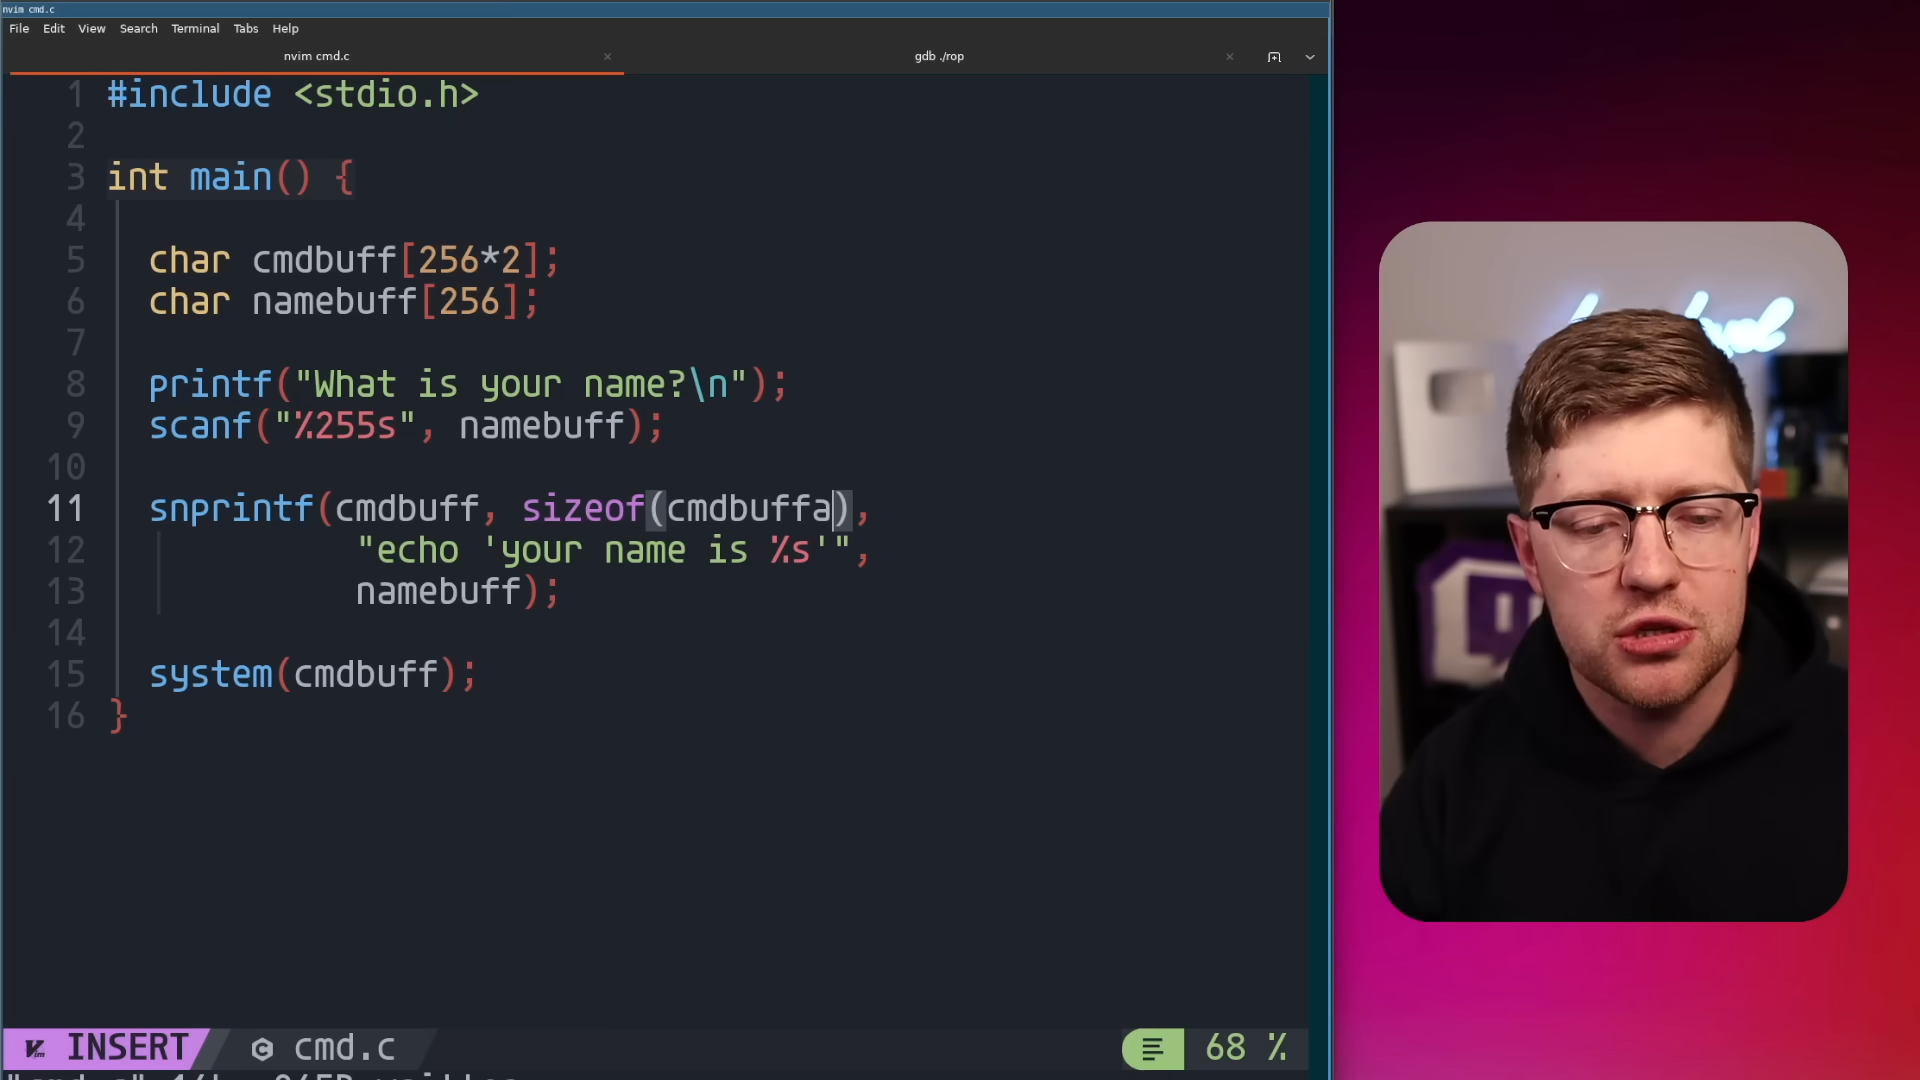 nvim cmd.c
File Edit View Search Terminal Tabs Help
nvim cmd.c × gdb ./rop ×
1 #include <stdio.h>
2
3 int main() {
4
5 char cmdbuff[256*2];
6 char namebuff[256];
7
8 printf("What is your name?\n");
9 scanf("%255s", namebuff);
10
11 snprintf(cmdbuff, sizeof(cmdbuffa),
12 "echo 'your name is %s'",
13 namebuff);
14
15 system(cmdbuff);
16 }
INSERT cmd.c 68 %